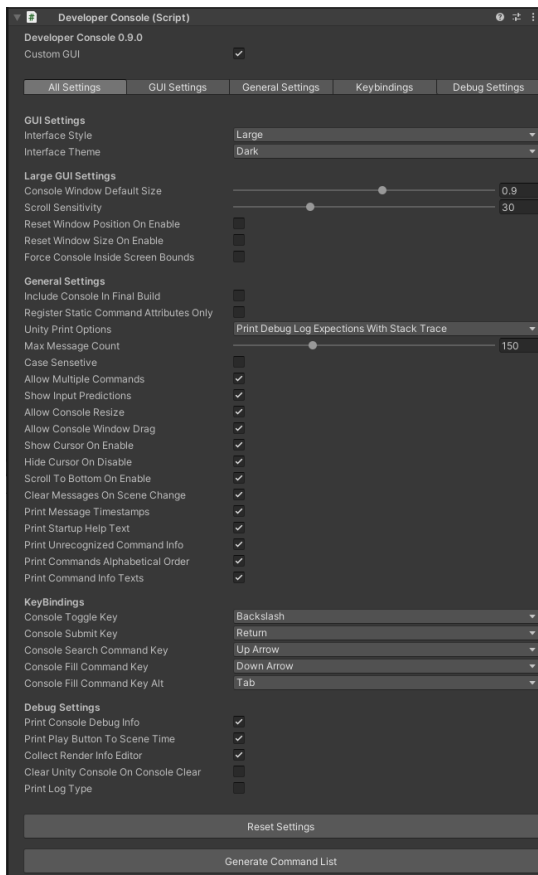 # Developer Console (Script)
Developer Console 0.9.0
Custom GUI
All Settings GUI Settings General Settings Keybindings Debug Settings
GUI Settings
Interface Style Large
Interface Theme Dark
Large GUI Settings
Console Window Default Size 0.9
Scroll Sensitivity 30
Reset Window Position On Enable
Reset Window Size On Enable
Force Console Inside Screen Bounds
General Settings
Include Console In Final Build
Register Static Command Attributes Only
Unity Print Options Print Debug Log Expections With Stack Trace
Max Message Count 150
Case Sensetive
Allow Multiple Commands
Show Input Predictions
Allow Console Resize
Allow Console Window Drag
Show Cursor On Enable
Hide Cursor On Disable
Scroll To Bottom On Enable
Clear Messages On Scene Change
Print Message Timestamps
Print Startup Help Text
Print Unrecognized Command Info
Print Commands Alphabetical Order
Print Command Info Texts
KeyBindings
Console Toggle Key Backslash
Console Submit Key Return
Console Search Command Key Up Arrow
Console Fill Command Key Down Arrow
Console Fill Command Key Alt Tab
Debug Settings
Print Console Debug Info
Print Play Button To Scene Time
Collect Render Info Editor
Clear Unity Console On Console Clear
Print Log Type
Reset Settings
Generate Command List